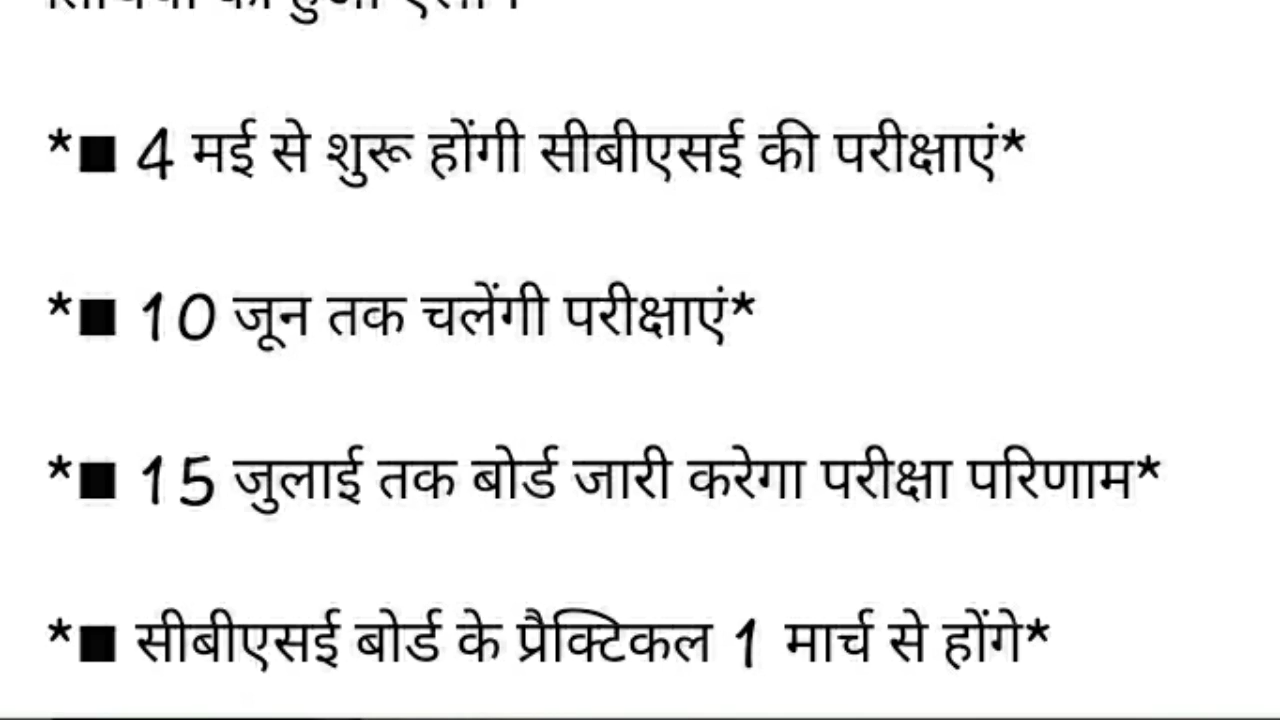 *■ 4 मई से शुरू होंगी सीबीएसई की परीक्षाएं*
*■ 10 जून तक चलेंगी परीक्षाएं*
*■ 15 जुलाई तक बोर्ड जारी करेगा परीक्षा परिणाम*
*■ सीबीएसई बोर्ड के प्रैक्टिकल 1 मार्च से होंगे*